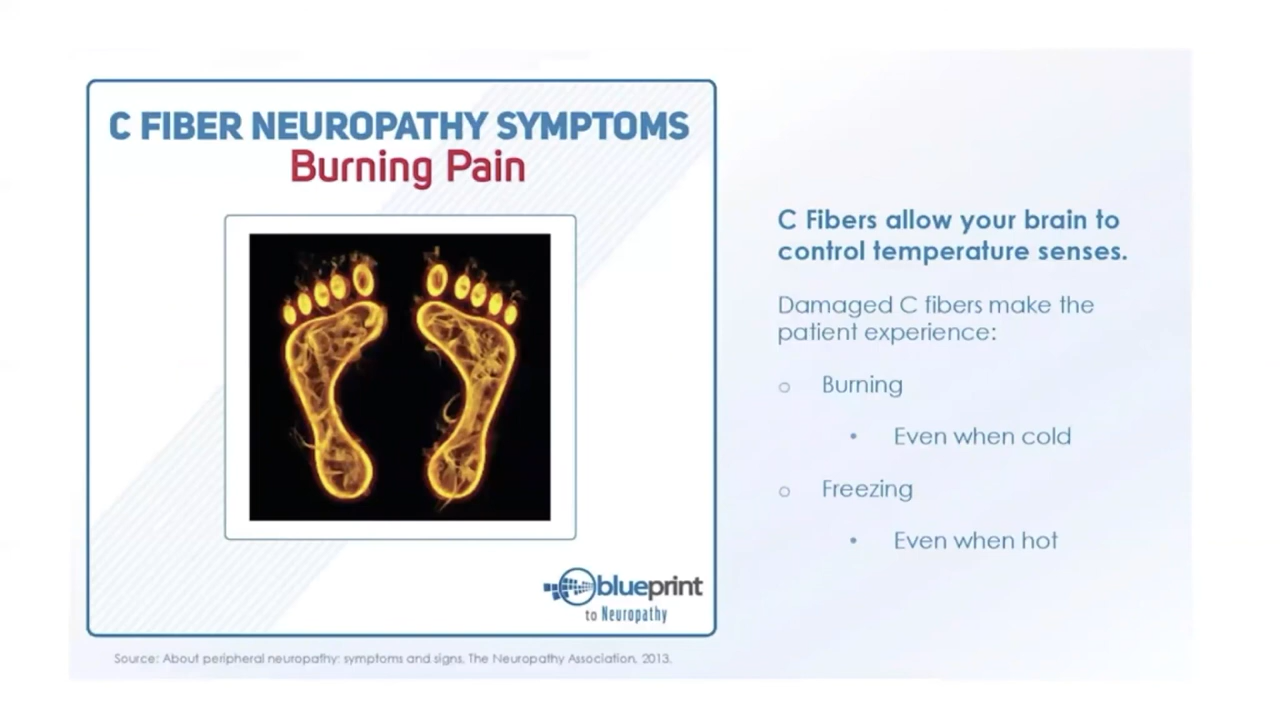 C FIBER NEUROPATHY SYMPTOMS
Burning Pain
blueprint
to Neuropathy
C Fibers allow your brain to
control temperature senses.
Damaged C fibers make the
patient experience:
o Burning
• Even when cold
o Freezing
• Even when hot
Source: About peripheral neuropathy: symptoms and signs, The Neuropathy Association, 2013.